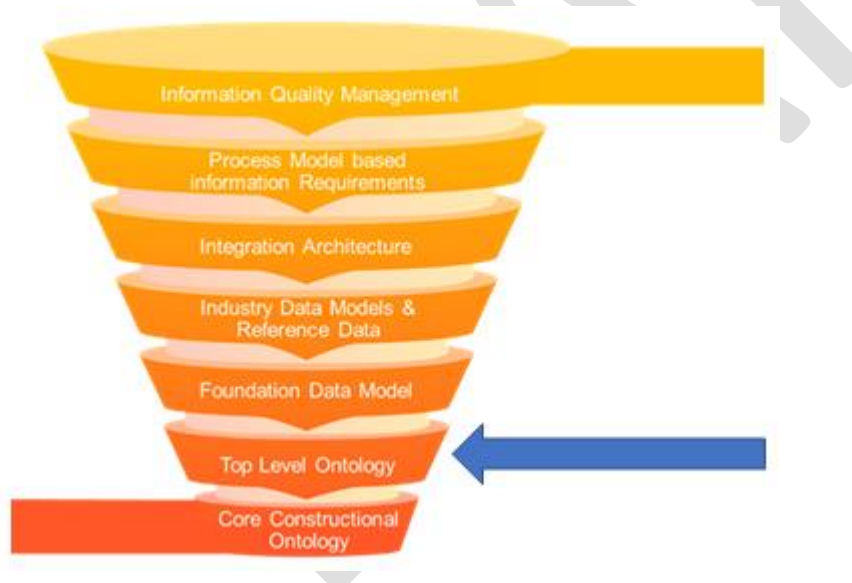 Information Quality Management
Process Model based
information Requirements
Integration Architecture
Industry Data Models &
Reference Data
Foundation Data Model
Top Level Ontology
Core Constructional
Ontology